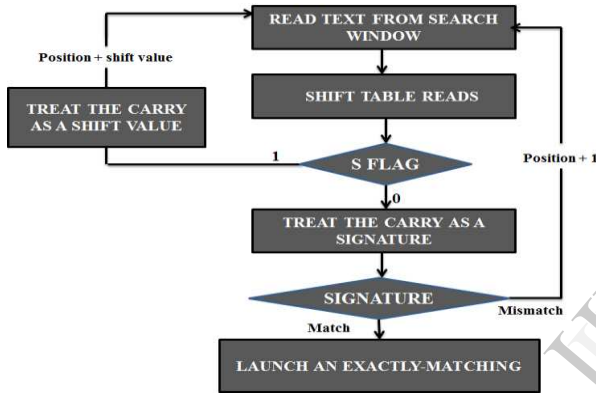 READ TEXT FROM SEARCH
WINDOW
Position + shift value
TREAT THE CARRY
AS A SHIFT VALUE
SHIFT TABLE READS
1
S FLAG
Position + 1
0
TREAT THE CARRY AS A
SIGNATURE
SIGNATURE
Mismatch
Match
LAUNCH AN EXACTLY-MATCHING